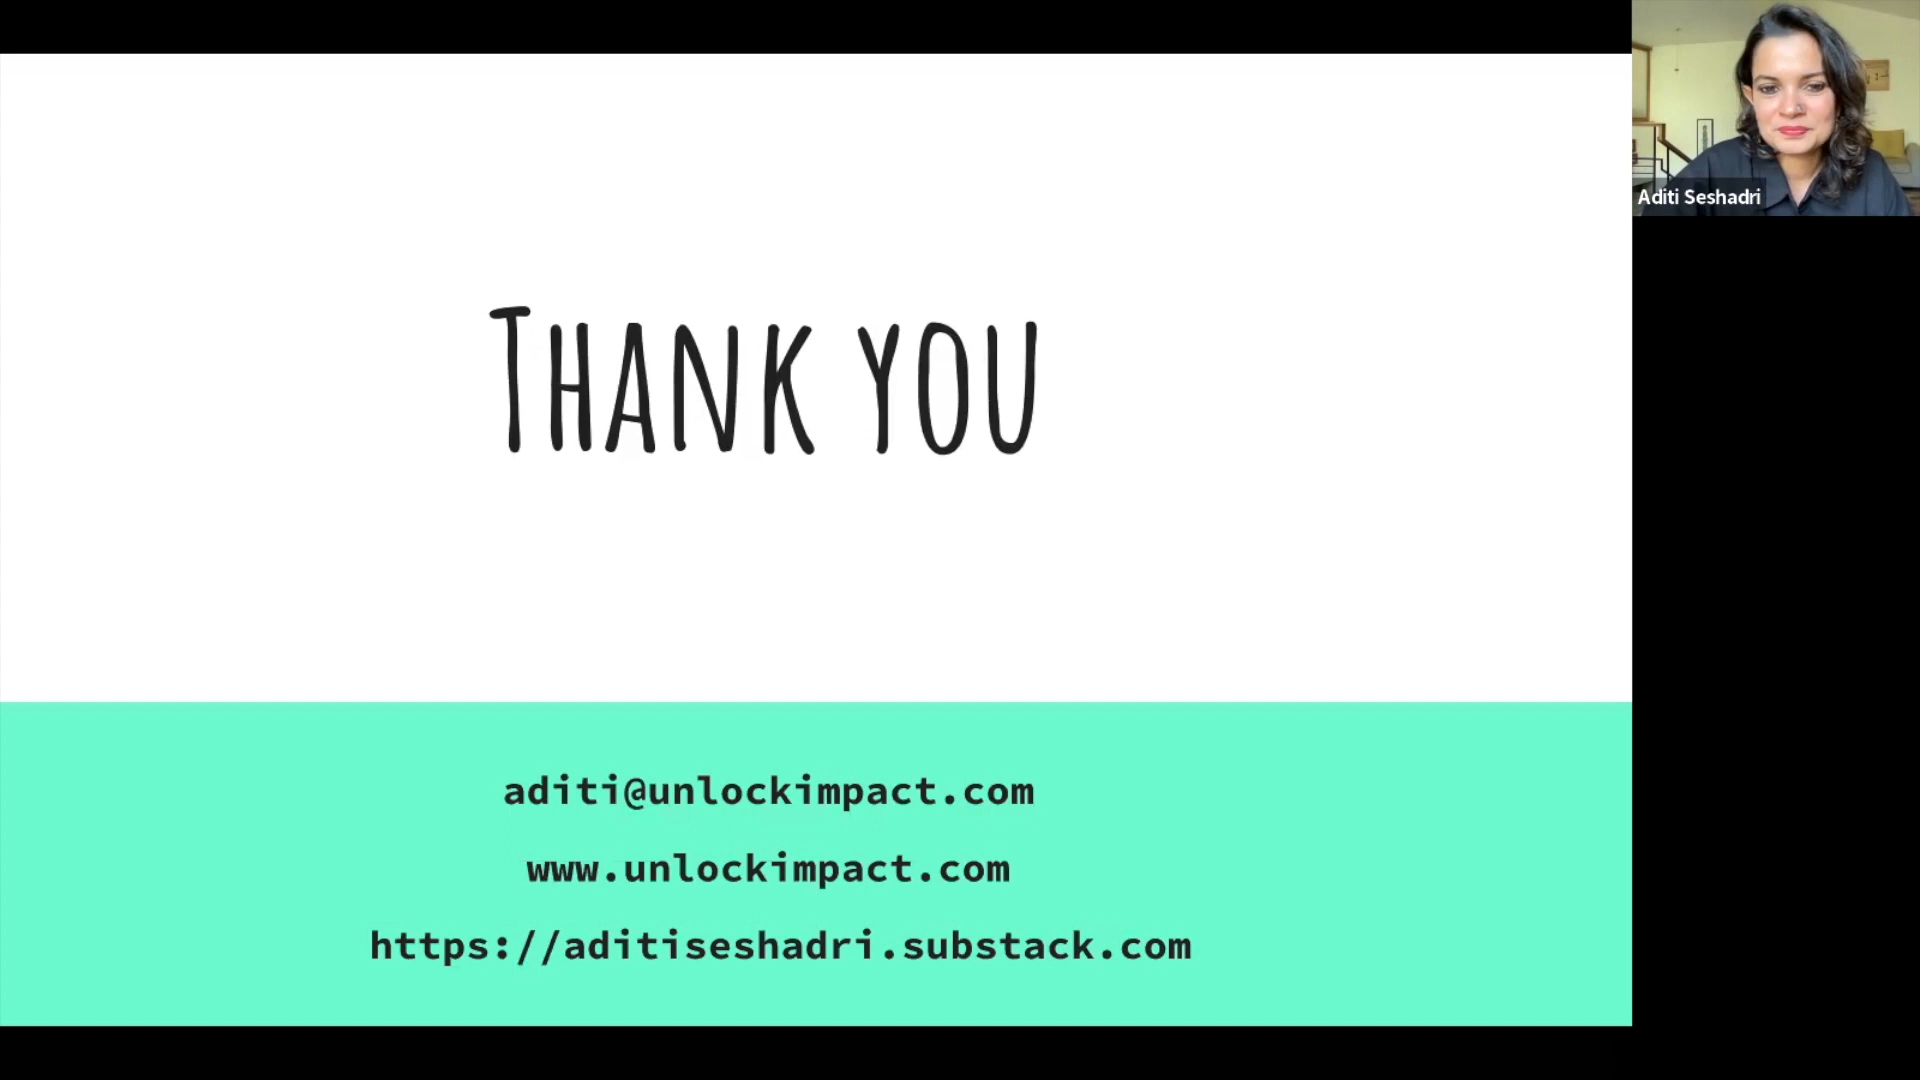 Thank you
aditi@unlockimpact.com
www.unlockimpact.com
https://aditiseshadri.substack.com
Aditi Seshadri